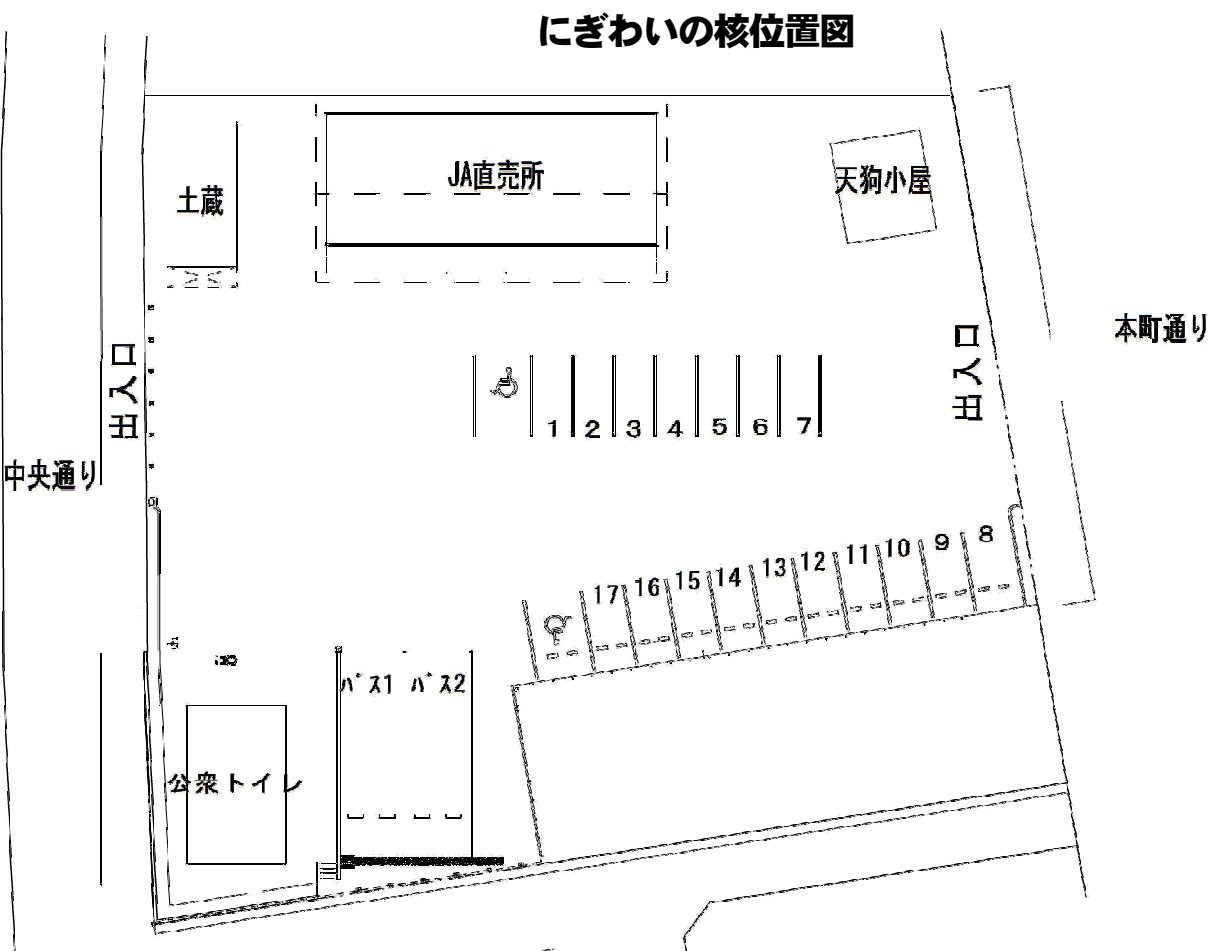 にぎわいの核位置図
JA直売所
天狗小屋
土蔵
本町通り
出入口
出入口
1 2 3 4 5 6 7
中央通り
17 16 15 14 13 12 11 10 9 8
バス1 バス2
公衆トイレ